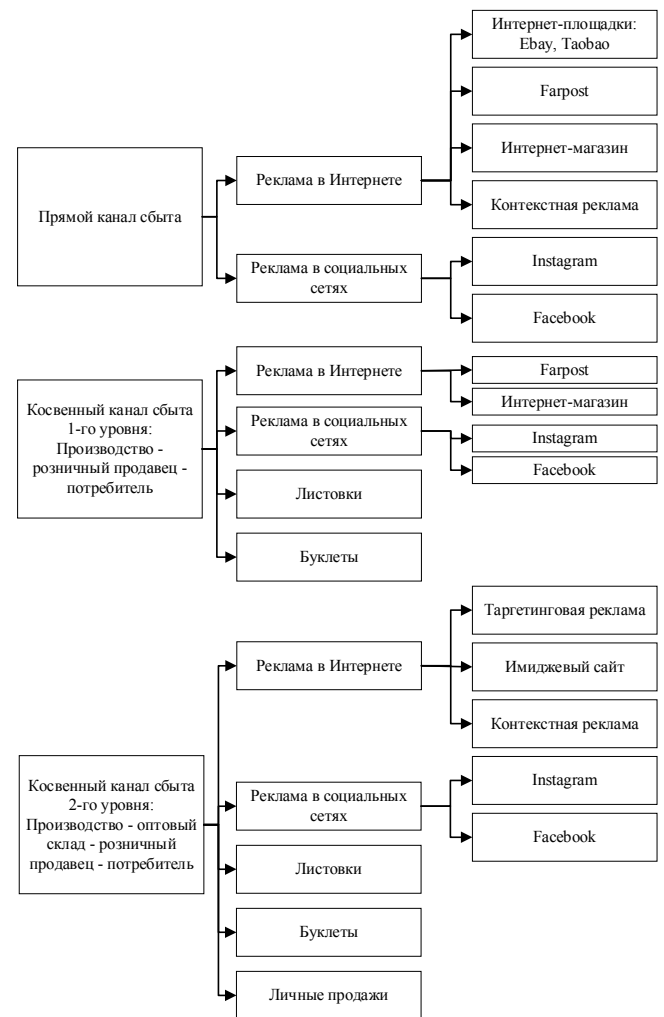 Прямой канал сбыта
Реклама в Интернете
Интернет-площадки:
Ebay, Taobao
Farpost
Интернет-магазин
Контекстная реклама
Реклама в социальных
сетях
Instagram
Facebook
Косвенный канал сбыта
1-го уровня:
Производство -
розничный продавец -
потребитель
Реклама в Интернете
Farpost
Интернет-магазин
Реклама в социальных
сетях
Instagram
Facebook
Листовки
Буклеты
Косвенный канал сбыта
2-го уровня:
Производство - оптовый
склад - розничный
продавец - потребитель
Реклама в Интернете
Таргетинговая реклама
Имиджевый сайт
Контекстная реклама
Реклама в социальных
сетях
Instagram
Facebook
Листовки
Буклеты
Личные продажи